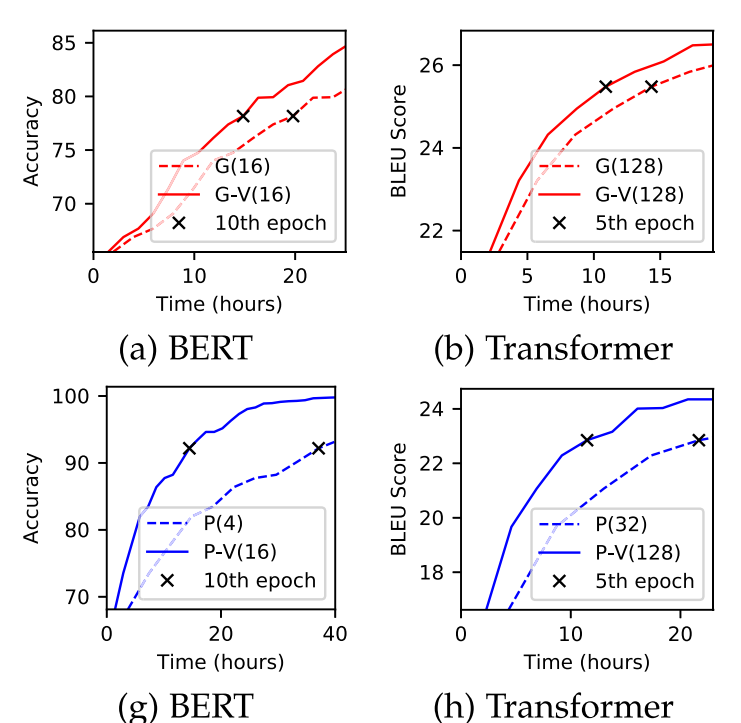 85
80
75
70
Accuracy
G(16)
G-V(16)
10th epoch
0 10 20
Time (hours)
(a) BERT
26
24
22
BLEU Score
G(128)
G-V(128)
5th epoch
0 5 10 15
Time (hours)
(b) Transformer
100
90
80
70
Accuracy
P(4)
P-V(16)
10th epoch
0 20 40
Time (hours)
(g) BERT
24
22
20
18
BLEU Score
P(32)
P-V(128)
5th epoch
0 10 20
Time (hours)
(h) Transformer